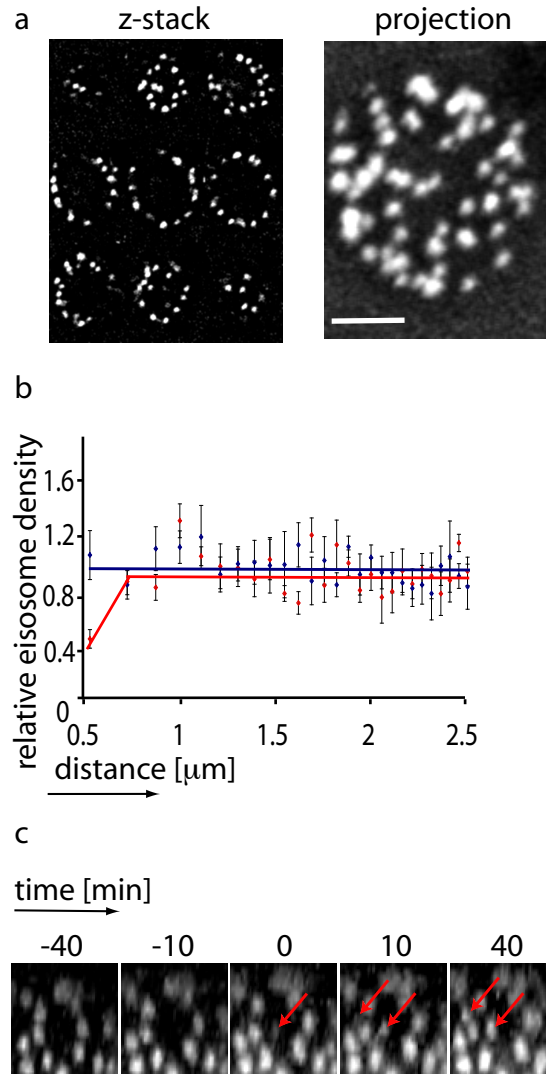 a
z-stack projection
b
relative eisosome density
1.6
1.2
0.8
0.4
0
0.5 1 1.5 2 2.5
distance [μm]
c
time [min]
-40 -10 0 10 40